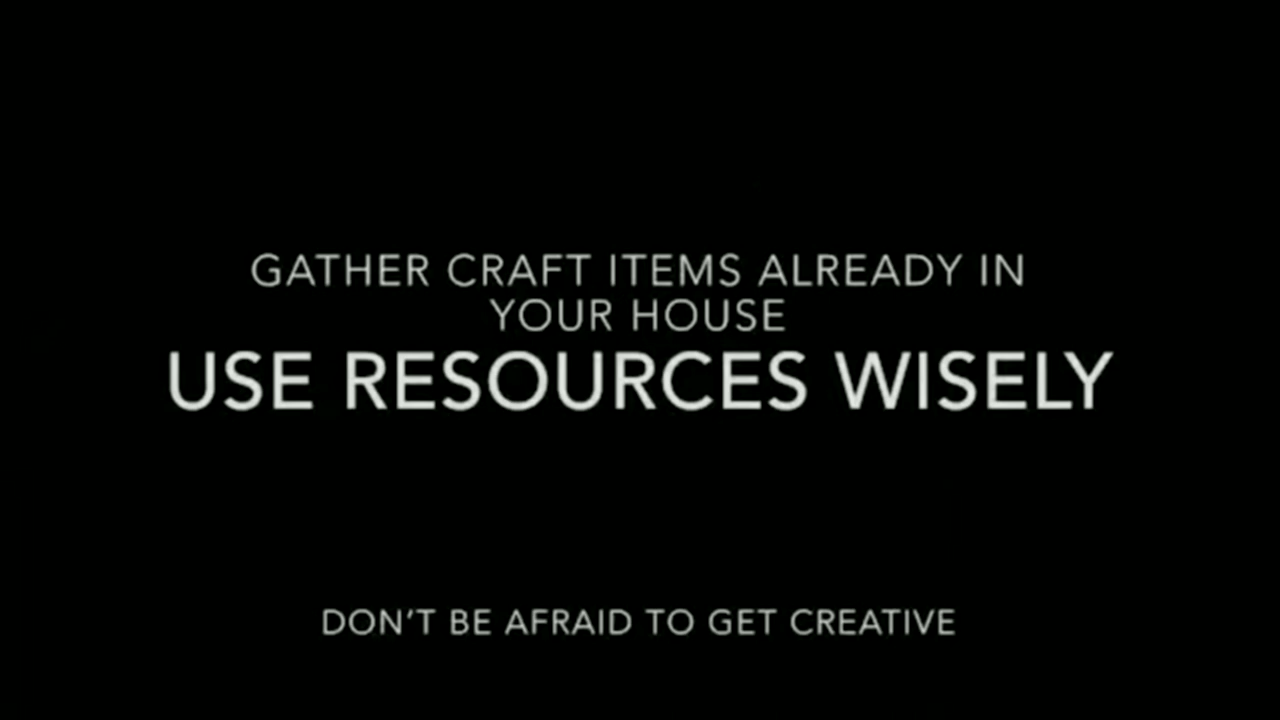 GATHER CRAFT ITEMS ALREADY IN
YOUR HOUSE
USE RESOURCES WISELY
DON'T BE AFRAID TO GET CREATIVE